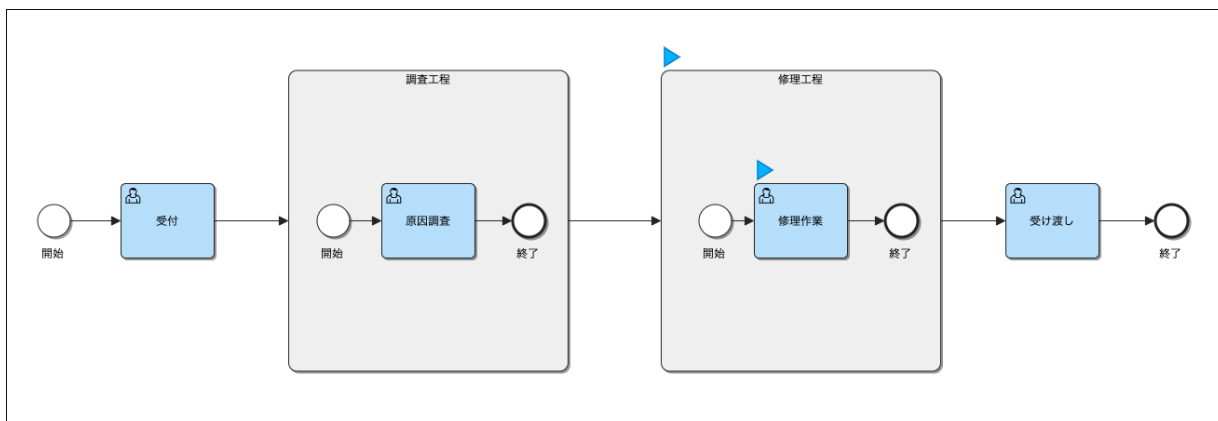 調査工程
修理工程
受付
原因調査
修理作業
受け渡し
開始
開始
終了
開始
終了
終了